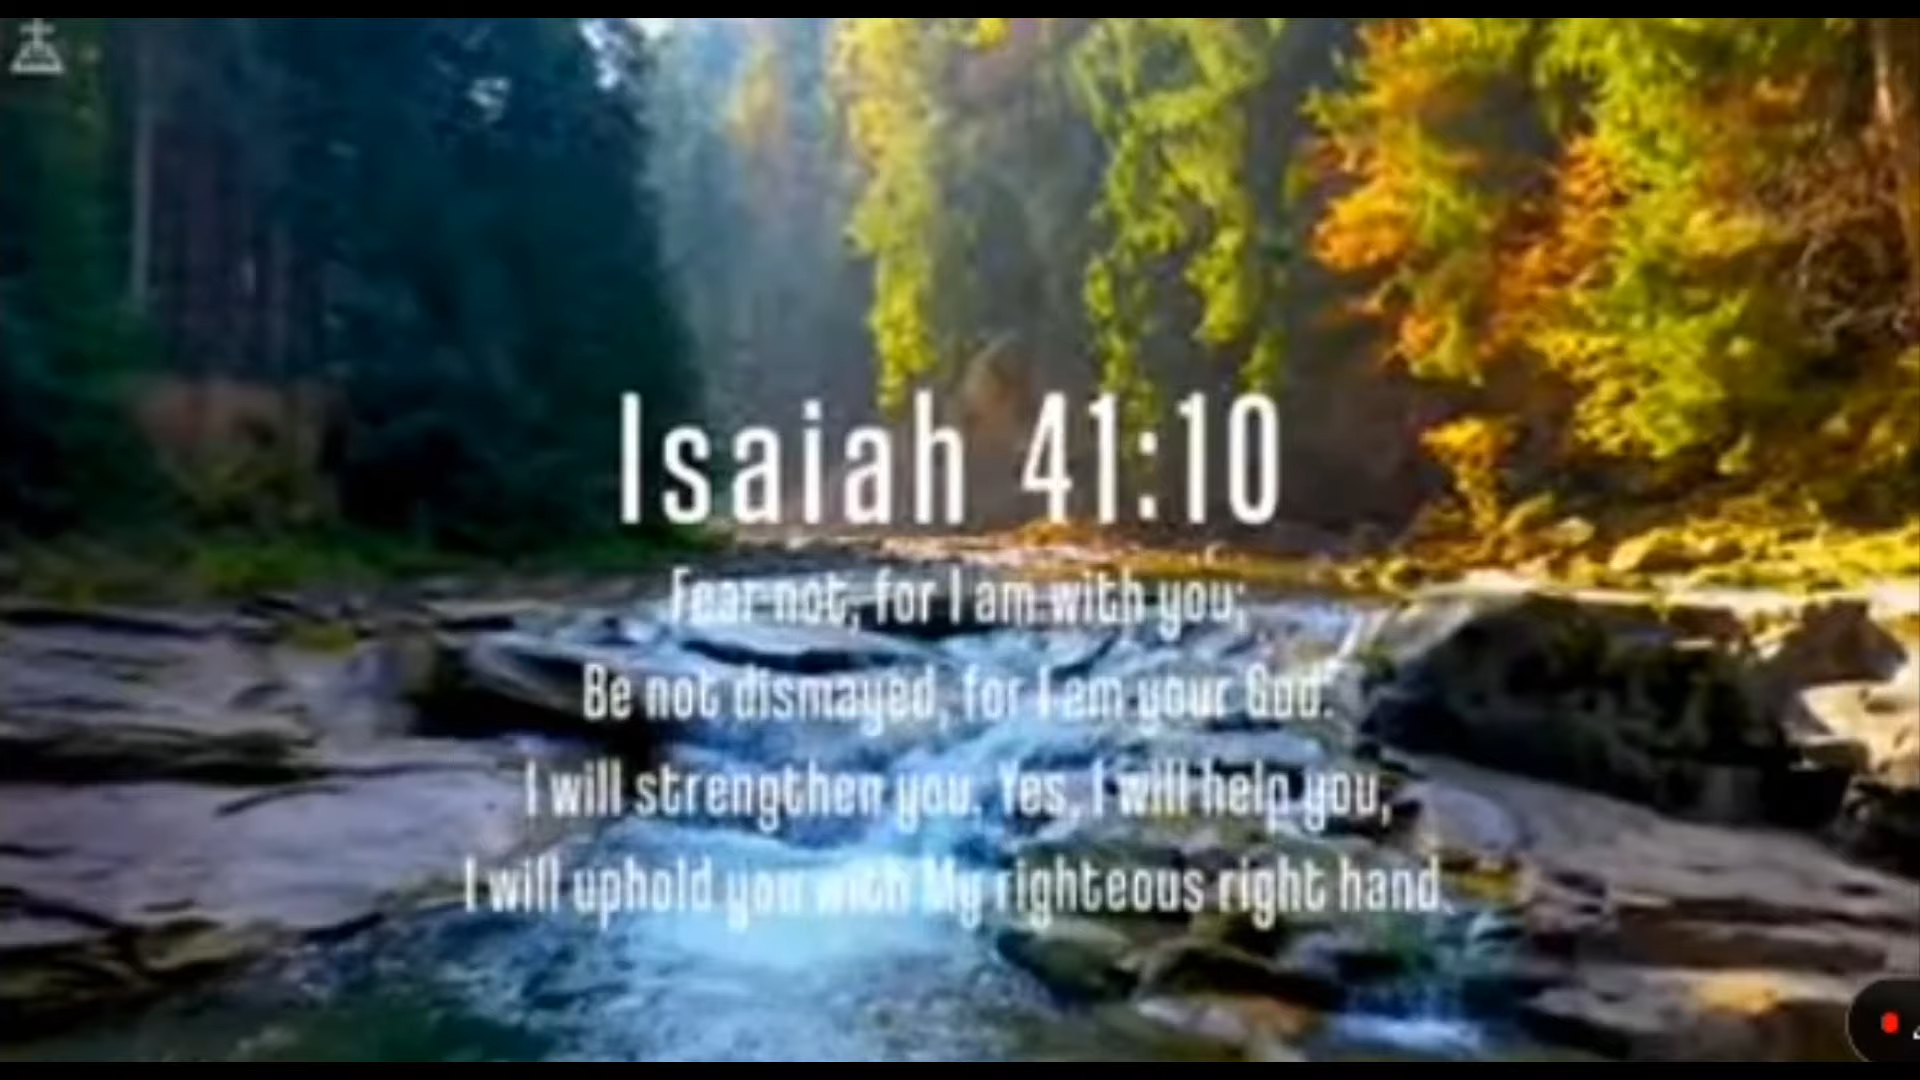 Isaiah 41:10
Fear not, for I am with you;
Be not dismayed, for I am your God.
I will strengthen you. Yes, I will help you,
I will uphold you with My righteous right hand.